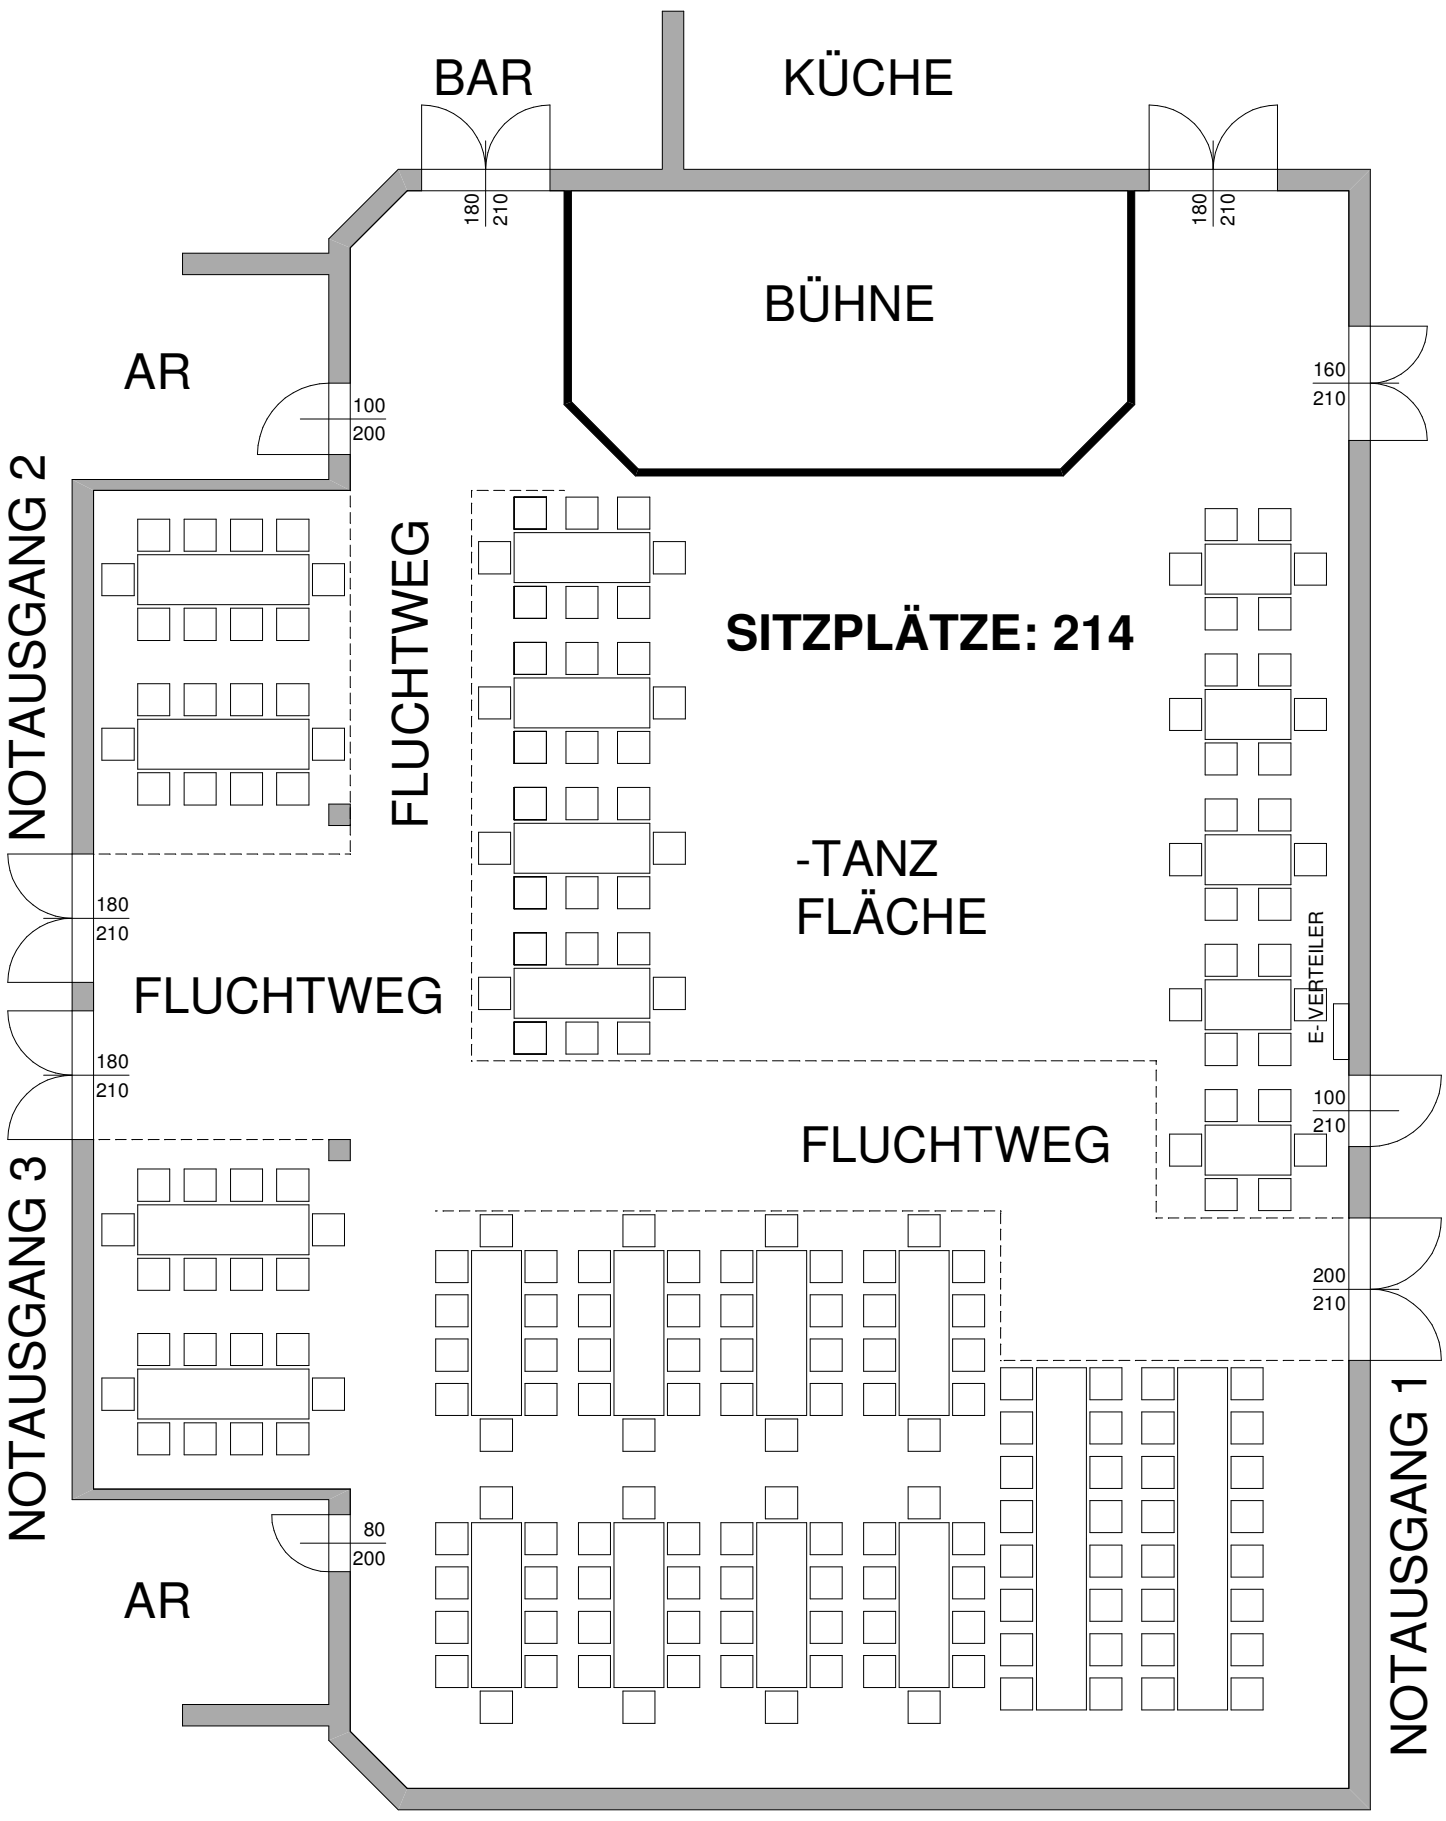 BAR
KÜCHE
180
210
180
210
BÜHNE
AR
160
210
100
200
NOTAUSGANG 2
FLUCHTWEG
SITZPLÄTZE: 214
-TANZ
FLÄCHE
180
210
E- VERTEILER
FLUCHTWEG
180
210
100
210
FLUCHTWEG
NOTAUSGANG 3
200
210
NOTAUSGANG 1
80
200
AR